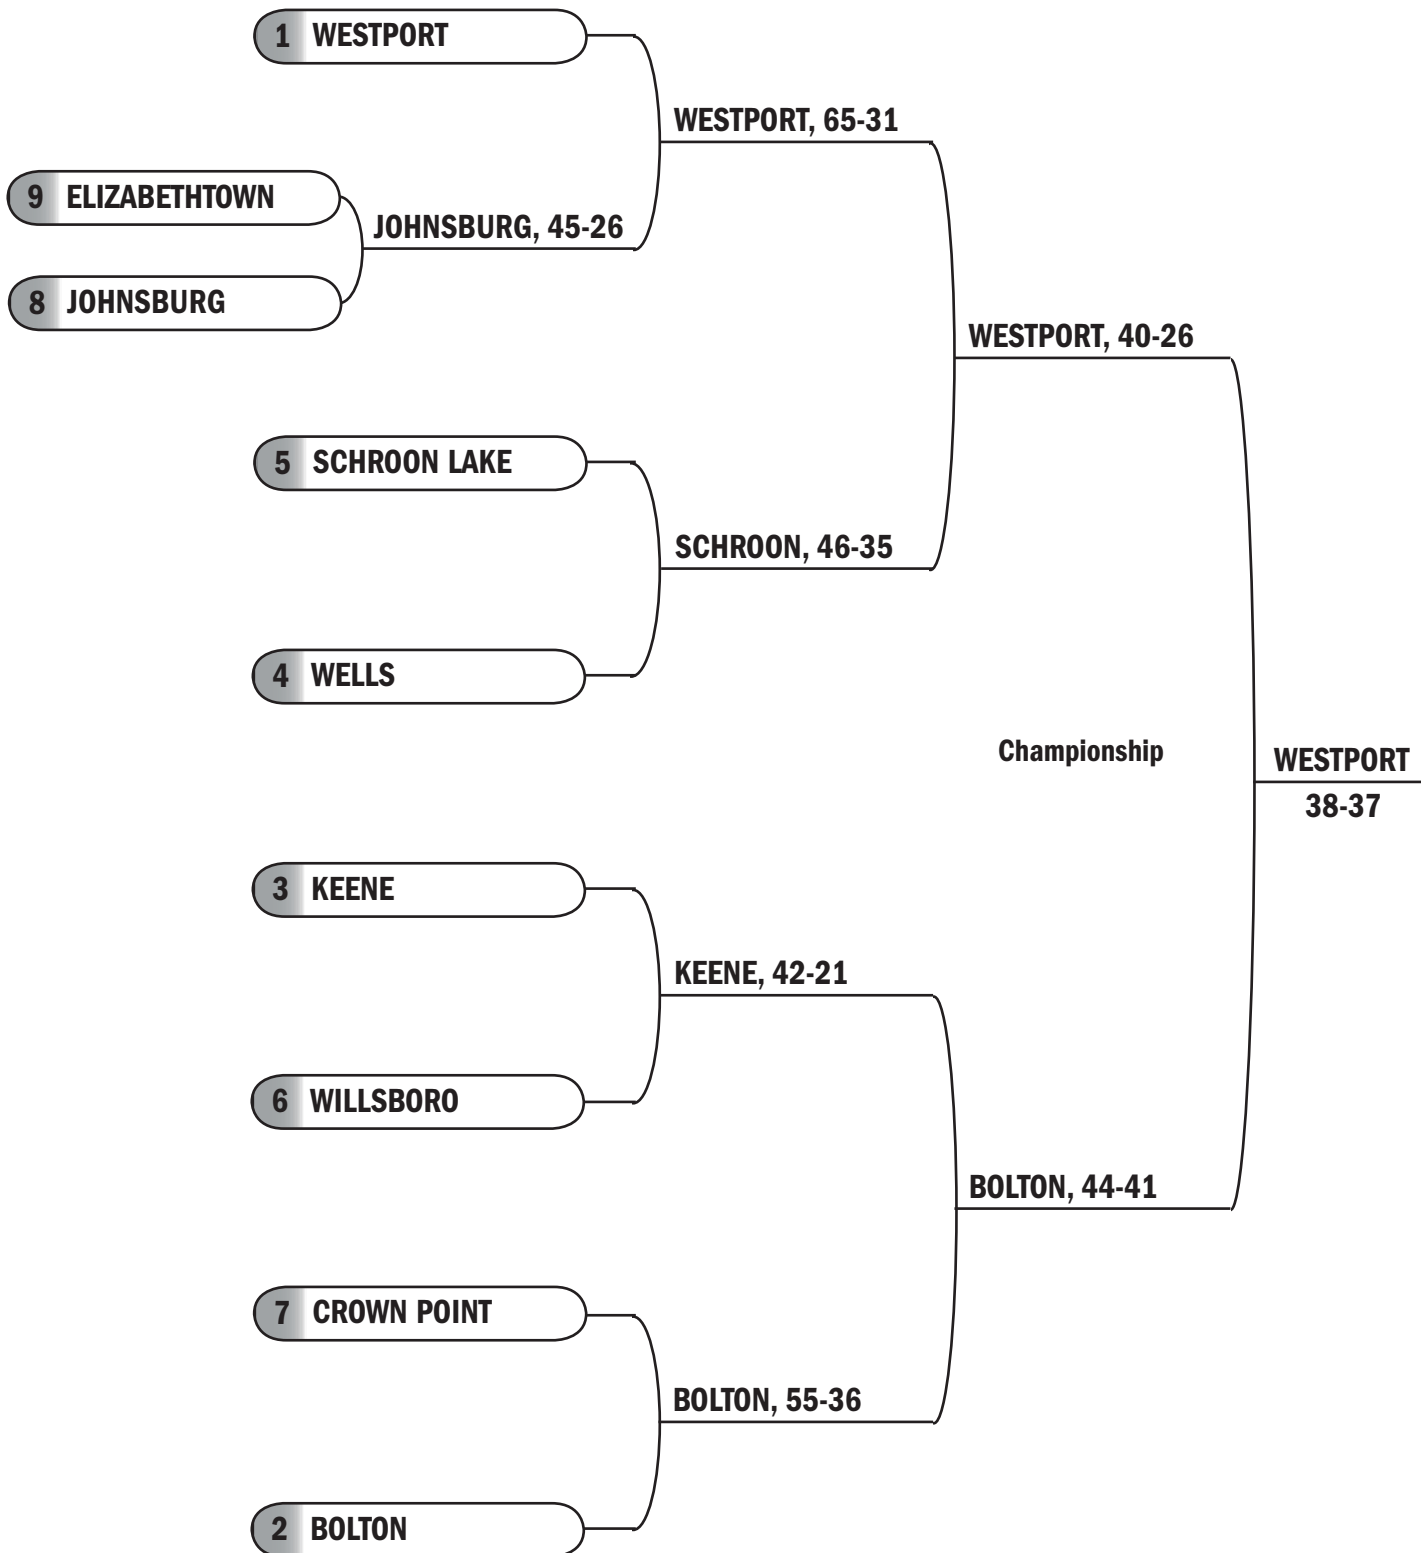 1 WESTPORT
WESTPORT, 65-31
9 ELIZABETHTOWN
JOHNSBURG, 45-26
8 JOHNSBURG
WESTPORT, 40-26
5 SCHROON LAKE
SCHROON, 46-35
4 WELLS
Championship
WESTPORT
38-37
3 KEENE
KEENE, 42-21
6 WILLSBORO
BOLTON, 44-41
7 CROWN POINT
BOLTON, 55-36
2 BOLTON